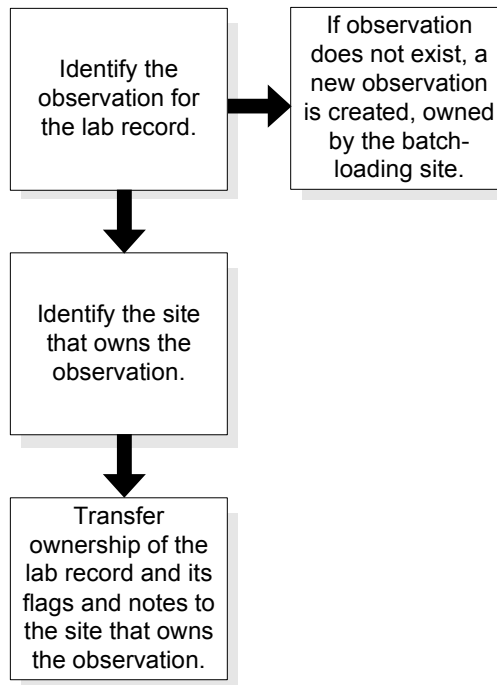 Identify the
observation for
the lab record.
If observation
does not exist, a
new observation
is created, owned
by the batch-
loading site.
Identify the site
that owns the
observation.
Transfer
ownership of the
lab record and its
flags and notes to
the site that owns
the observation.